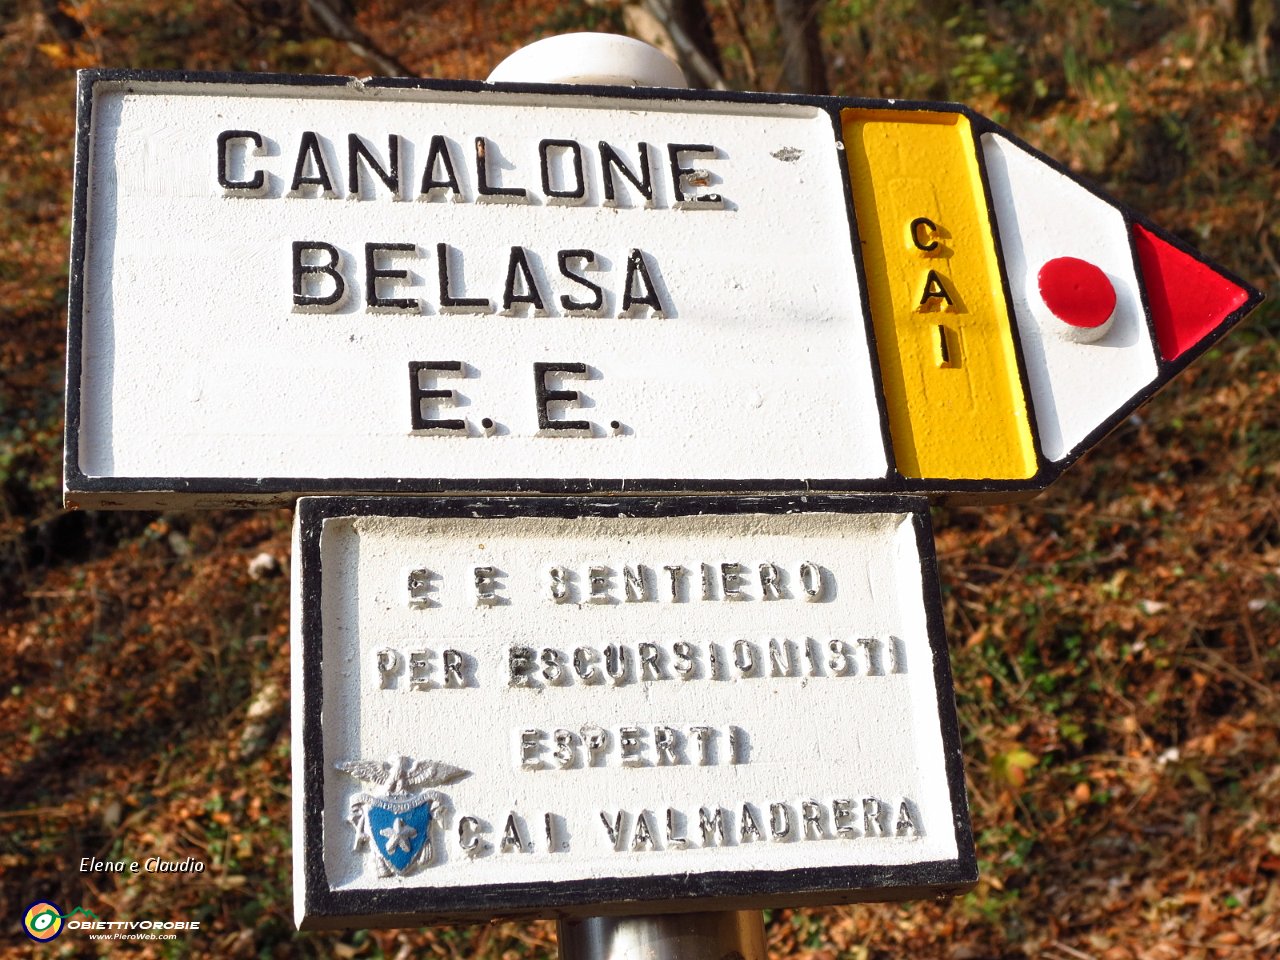 CANALONE
BELASA
E. E.
CAI
E E SENTIERO
PER ESCURSIONISTI
ESPERTI
C.A.I. VALMADRERA
Elena e Claudio
OBIETTIVOROBIE
www.PieroWeb.com